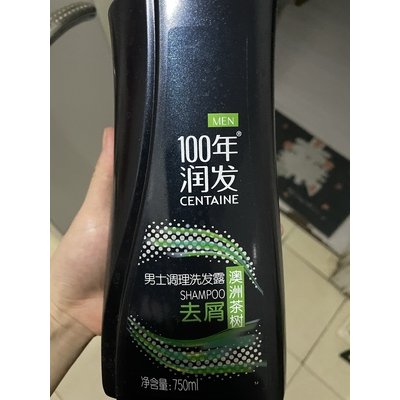 MEN
100年®
润发
CENTAINE
男士调理洗发露
SHAMPOO
去屑
澳洲茶树
净含量:750ml